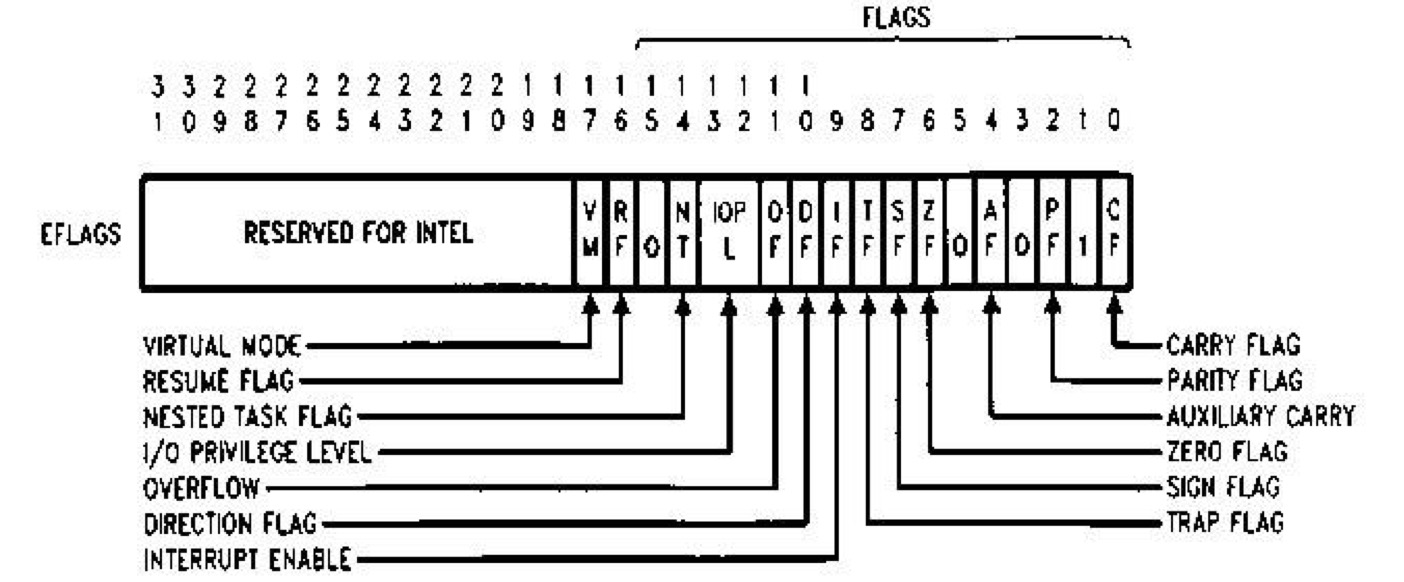 FLAGS
3 3 2 2 2 2 2 2 2 2 2 2 1 1 1 1 1 1 1 1 1 1
1 0 9 8 7 6 5 4 3 2 1 0 9 8 7 6 5 4 3 2 1 0 9 8 7 6 5 4 3 2 1 0
EFLAGS
RESERVED FOR INTEL
VM
RF
0
NT
IOPL
OF
DF
IF
TF
SF
ZF
0
AF
0
PF
1
CF
VIRTUAL MODE
RESUME FLAG
NESTED TASK FLAG
I/O PRIVILEGE LEVEL
OVERFLOW
DIRECTION FLAG
INTERRUPT ENABLE
CARRY FLAG
PARITY FLAG
AUXILIARY CARRY
ZERO FLAG
SIGN FLAG
TRAP FLAG